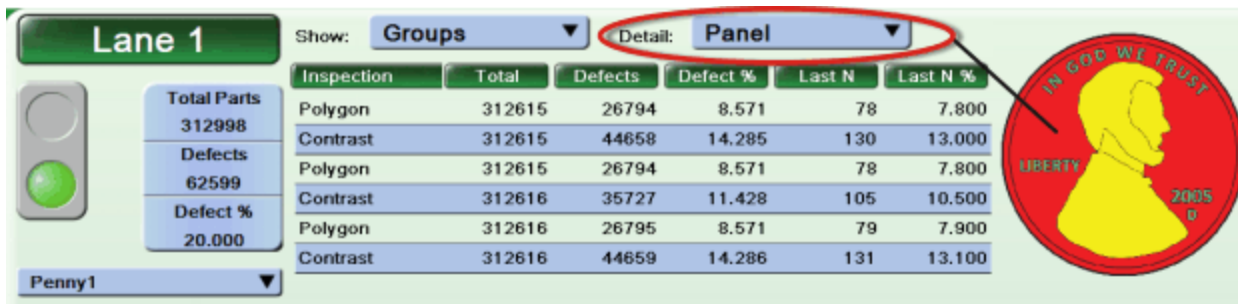 Lane 1
Show: Groups Detail: Panel
Total Parts
312998
Defects
62599
Defect %
20.000
Penny1
Inspection Total Defects Defect % Last N Last N %
Polygon 312615 26794 8.571 78 7.800
Contrast 312615 44658 14.285 130 13.000
Polygon 312615 26794 8.571 78 7.800
Contrast 312616 35727 11.428 105 10.500
Polygon 312616 26795 8.571 79 7.900
Contrast 312616 44659 14.286 131 13.100
IN GOD WE TRUST
LIBERTY
2005
D